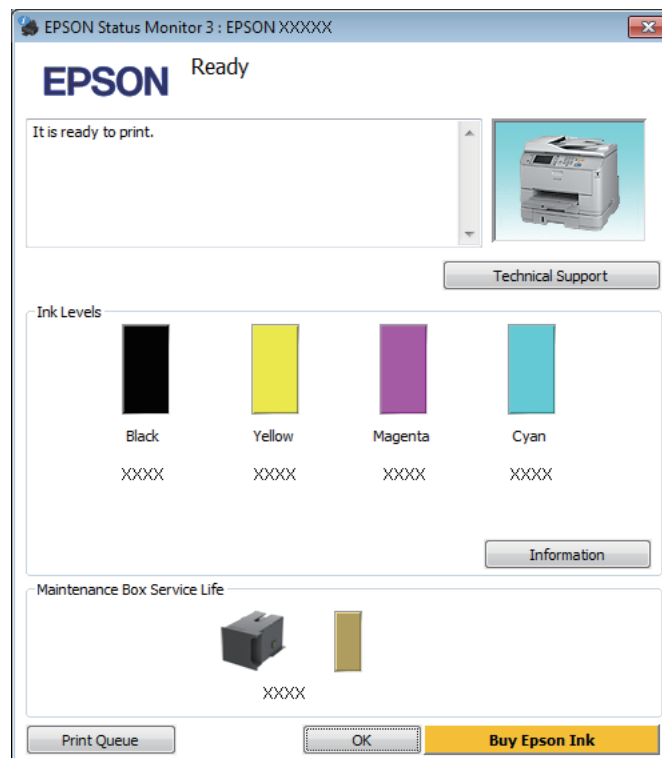 EPSON Status Monitor 3 : EPSON XXXXX
EPSON
Ready
It is ready to print.
Technical Support
Ink Levels
Black Yellow Magenta Cyan
XXXX XXXX XXXX XXXX
Information
Maintenance Box Service Life
XXXX
Print Queue OK Buy Epson Ink